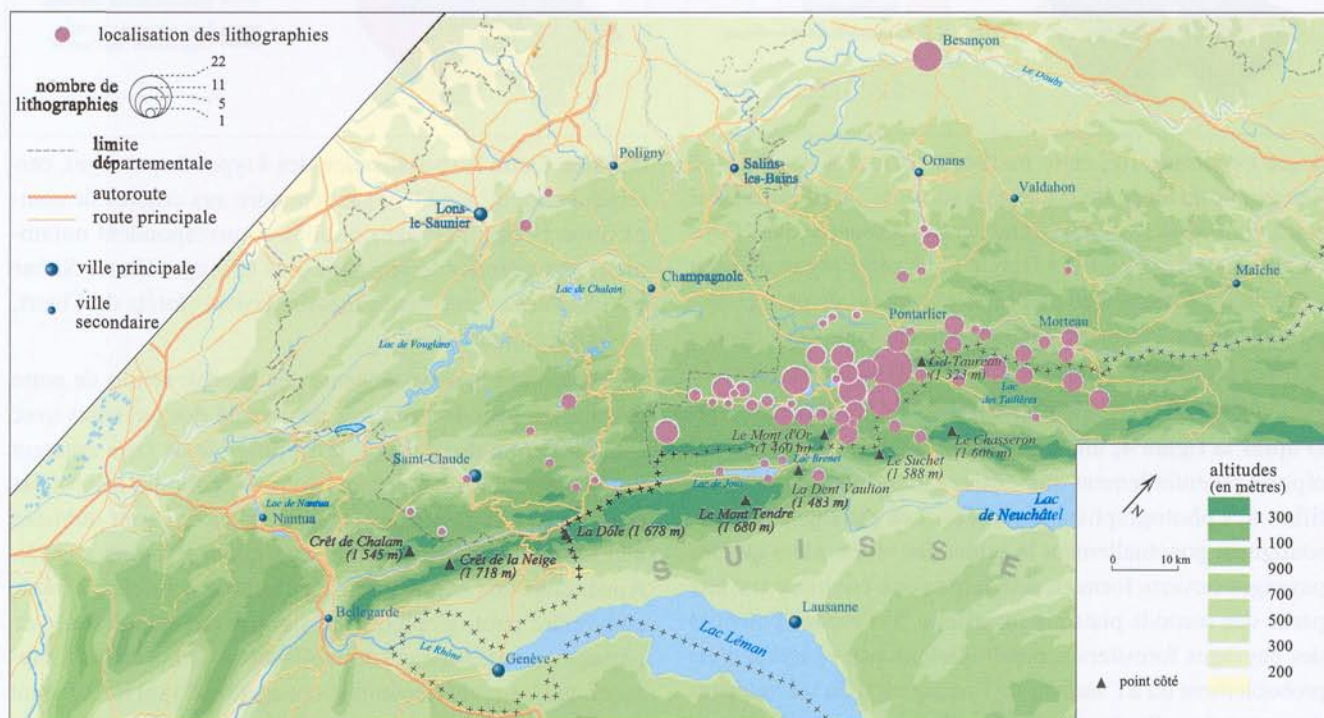 localisation des lithographies
nombre de
lithographies
22
11
5
1
limite
départementale
autoroute
route principale
ville principale
ville
secondaire
Besançon
Le Doubs
Poligny
Salins-
les-Bains
Ornans
Valdahon
Lons-
le-Saunier
Maîche
Champagnole
Lac de Chalain
Pontarlier
Morteau
Lac de Vouglans
Gd-Taureau
(1 323 m)
Lac
des Taillères
Le Mont d'Or
(1 460 m)
Le Chasseron
(1 606 m)
Saint-Claude
Lac Brenet
Le Suchet
(1 588 m)
Lac de Joux
La Dent Vaulion
(1 483 m)
Lac de Nantua
Nantua
Le Mont Tendre
(1 680 m)
Lac
de Neuchâtel
La Dôle (1 678 m)
Crêt de Chalam
(1 545 m)
Crêt de la Neige
(1 718 m)
SUISSE
Bellegarde
Lausanne
Lac Léman
Le Rhône
Genève
N
0 10 km
altitudes
(en mètres)
1 300
1 100
900
700
500
300
200
point côté